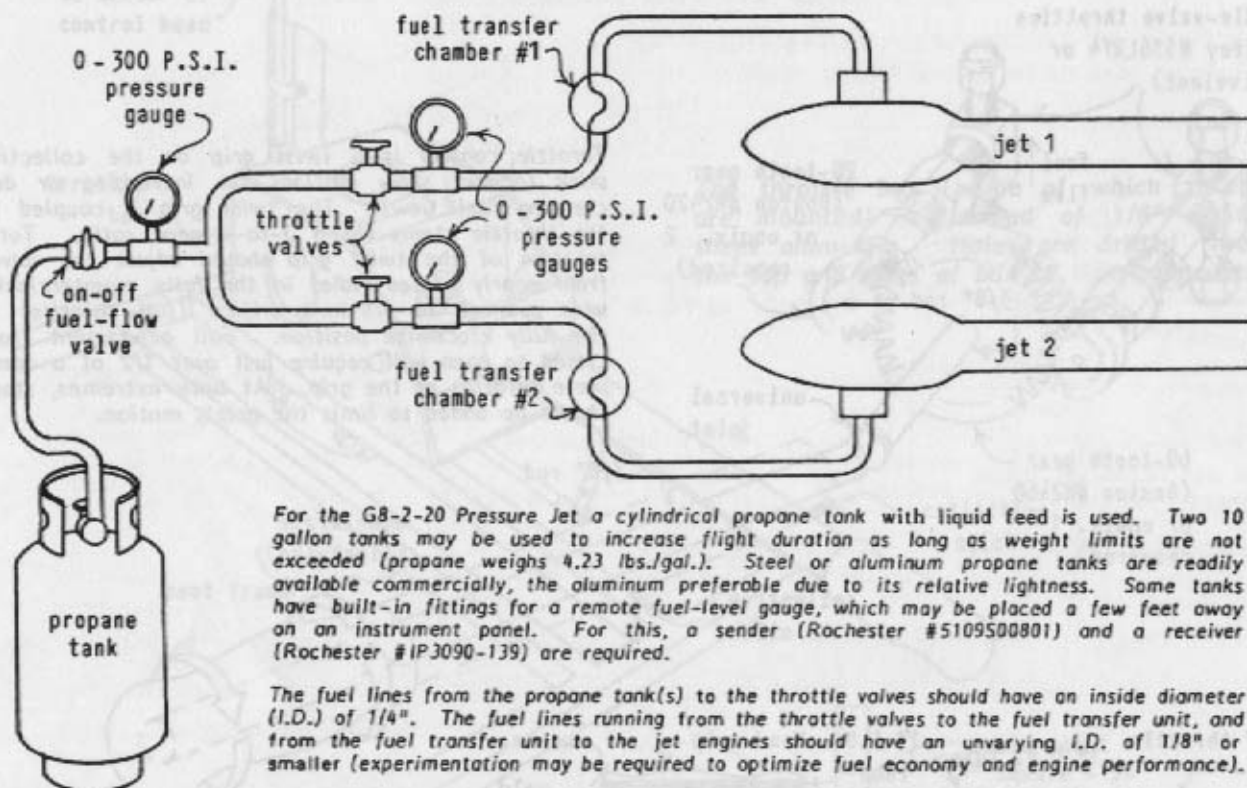 fuel transfer
chamber #1
0-300 P.S.I.
pressure
gauge
jet 1
throttle
valves
0-300 P.S.I.
pressure
gauges
on-off
fuel-flow
valve
fuel transfer
chamber #2
jet 2
propane
tank
For the G8-2-20 Pressure Jet a cylindrical propane tank with liquid feed is used. Two 10
gallon tanks may be used to increase flight duration as long as weight limits are not
exceeded (propane weighs 4.23 lbs./gal.). Steel or aluminum propane tanks are readily
available commercially, the aluminum preferable due to its relative lightness. Some tanks
have built-in fittings for a remote fuel-level gauge, which may be placed a few feet away
on an instrument panel. For this, a sender (Rochester #5109S00801) and a receiver
(Rochester #IP3090-139) are required.
The fuel lines from the propane tank(s) to the throttle valves should have an inside diameter
(I.D.) of 1/4". The fuel lines running from the throttle valves to the fuel transfer unit, and
from the fuel transfer unit to the jet engines should have an unvarying I.D. of 1/8" or
smaller (experimentation may be required to optimize fuel economy and engine performance).